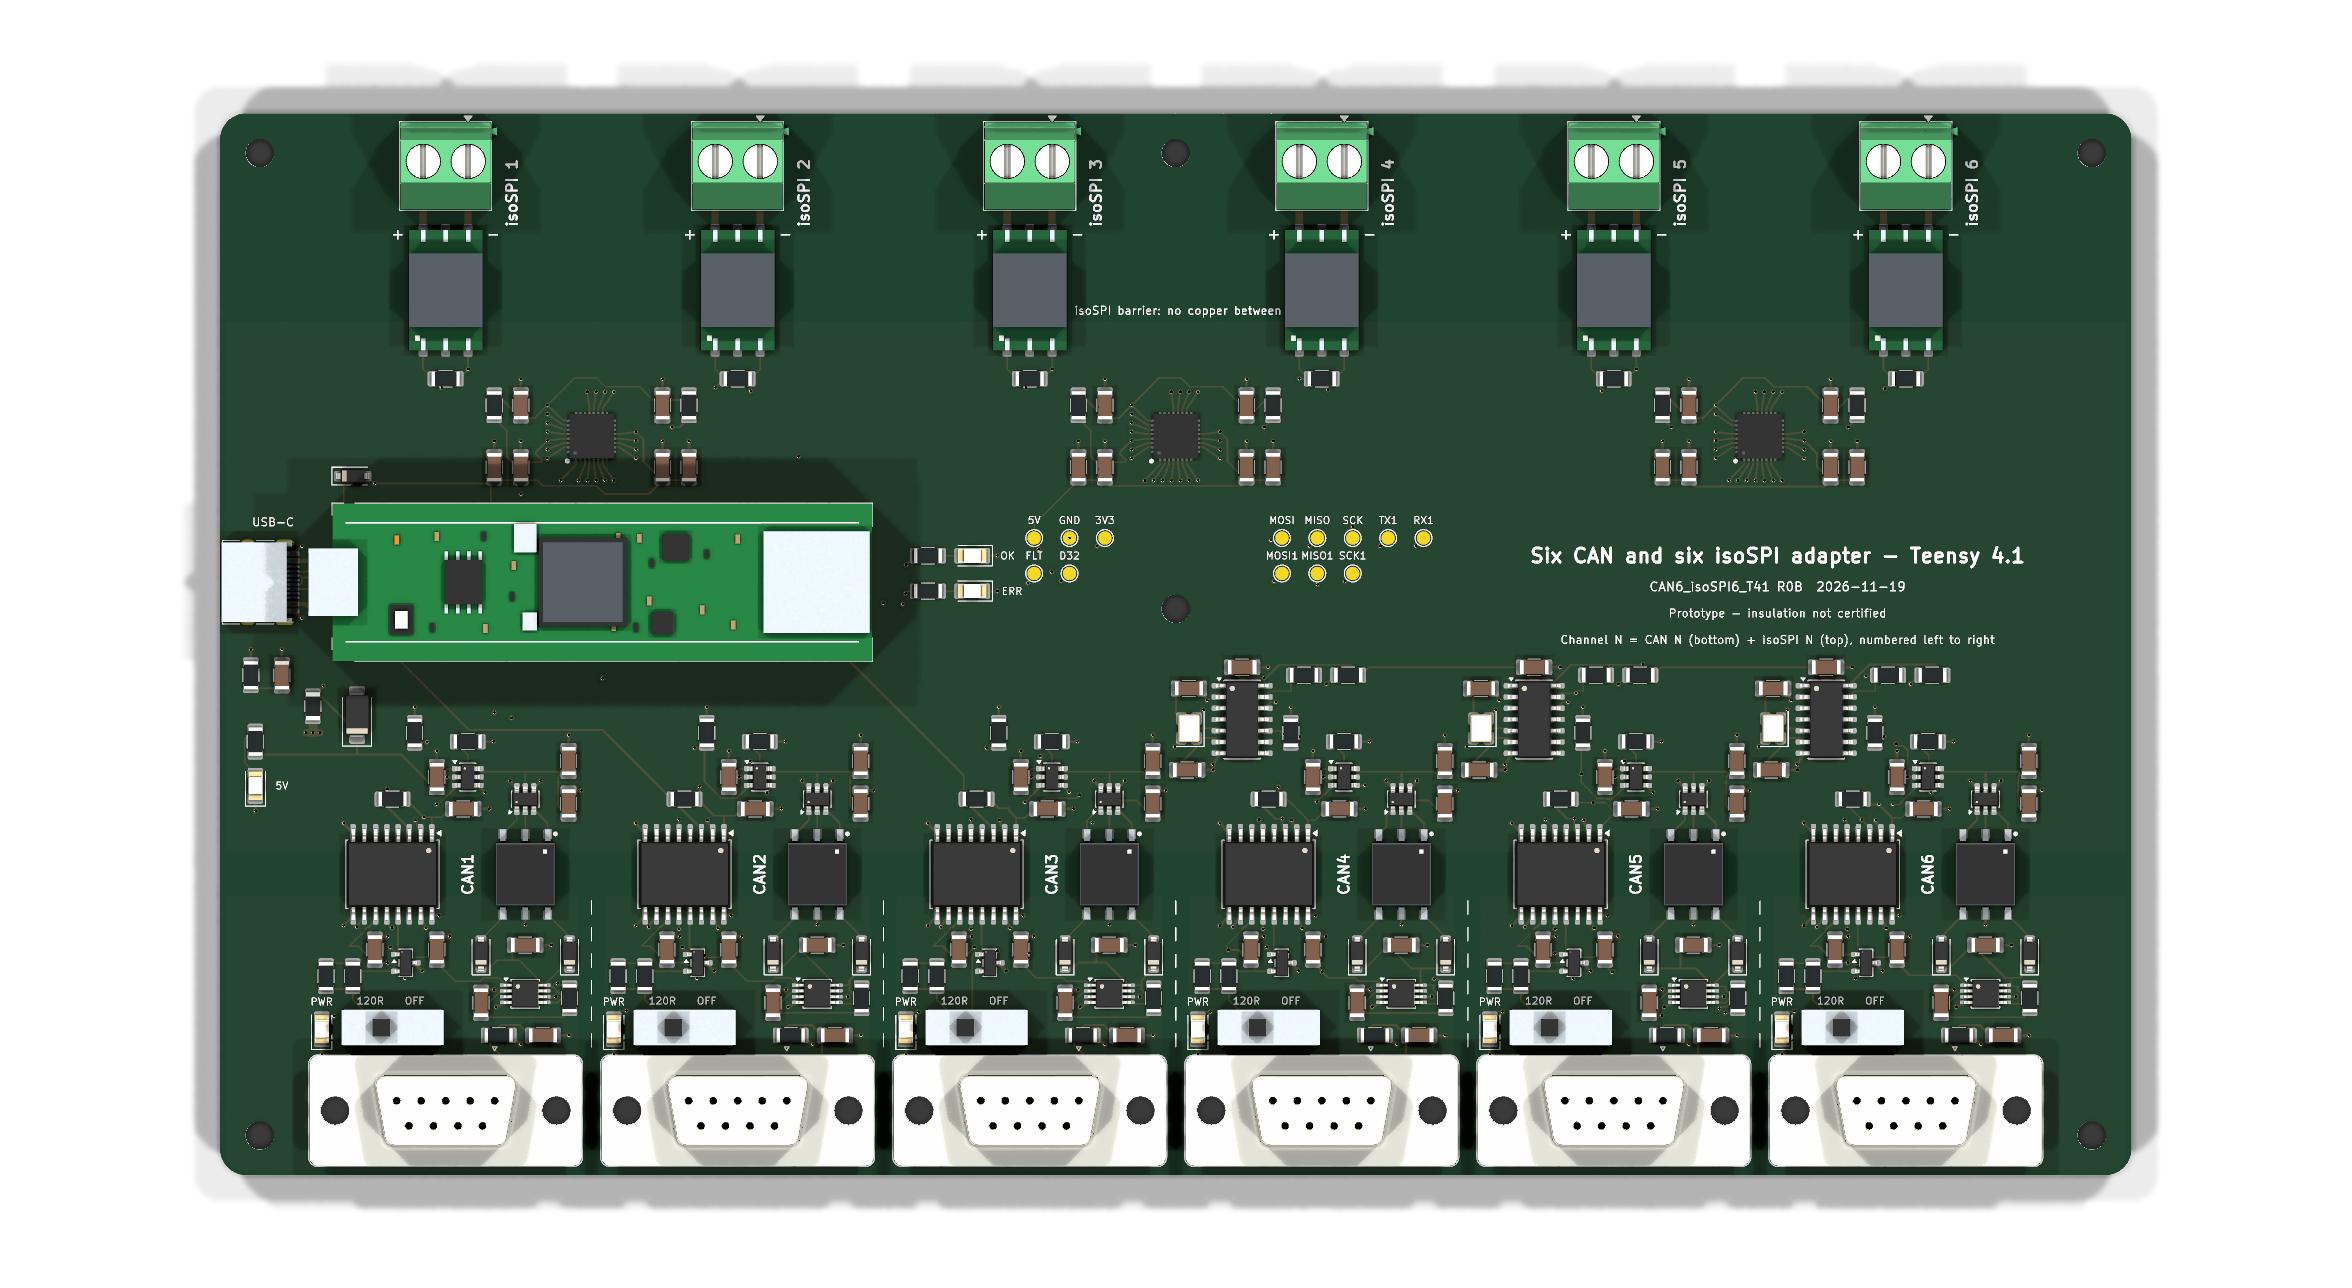 isoSPI 1
isoSPI 2
isoSPI 3
isoSPI 4
isoSPI 5
isoSPI 6
+ −
+ −
+ −
+ −
+ −
+ −
isoSPI barrier: no copper between
USB-C
5V GND 3V3
FLT D32
OK
ERR
MOSI MISO SCK TX1 RX1
MOSI1 MISO1 SCK1
Six CAN and six isoSPI adapter – Teensy 4.1
CAN6_isoSPI6_T41 R0B 2026-11-19
Prototype – insulation not certified
Channel N = CAN N (bottom) + isoSPI N (top), numbered left to right
5V
CAN1
CAN2
CAN3
CAN4
CAN5
CAN6
PWR 120R OFF
PWR 120R OFF
PWR 120R OFF
PWR 120R OFF
PWR 120R OFF
PWR 120R OFF